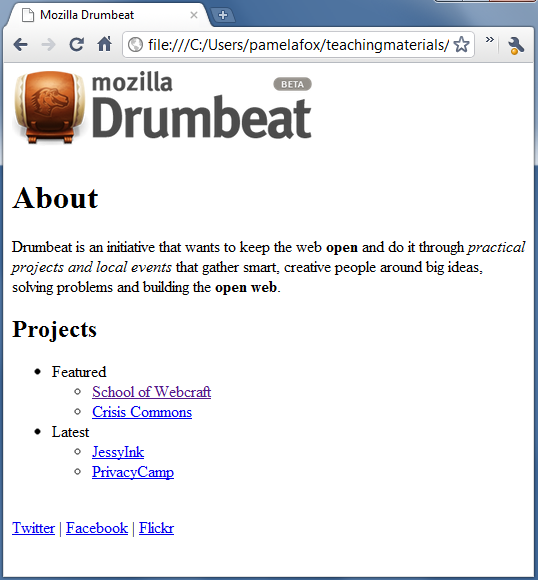 Mozilla Drumbeat
file:///C:/Users/pamelafox/teachingmaterials/
mozilla
BETA
Drumbeat
About
Drumbeat is an initiative that wants to keep the web open and do it through practical
projects and local events that gather smart, creative people around big ideas,
solving problems and building the open web.
Projects
Featured
School of Webcraft
Crisis Commons
Latest
JessyInk
PrivacyCamp
Twitter | Facebook | Flickr